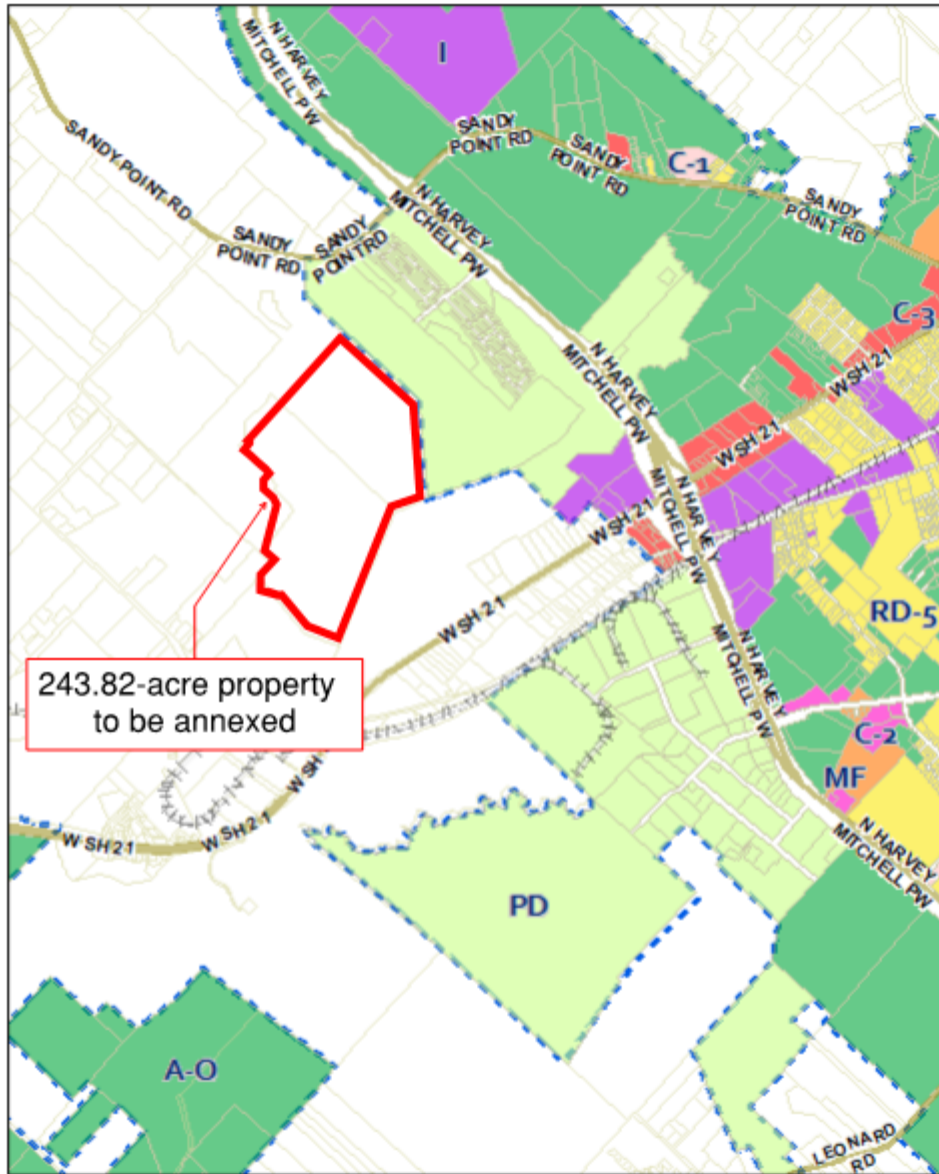 I
N HARVEY
MITCHELL PW
SANDY POINT RD
SANDY
POINT RD
SANDY
POINT RD
C-1
SANDY
POINT RD
SANDY
POINT RD
SANDY
POINT RD
N HARVEY
MITCHELL PW
C-3
N HARVEY
MITCHELL PW
W SH 21
W SH 21
N HARVEY
MITCHELL PW
W SH 21
RD-5
W SH 21
N HARVEY
MITCHELL PW
243.82-acre property
to be annexed
C-2
MF
W SH
W SH 21
W SH 21
N HARVEY
MITCHELL PW
PD
A-O
LEONARD
RD